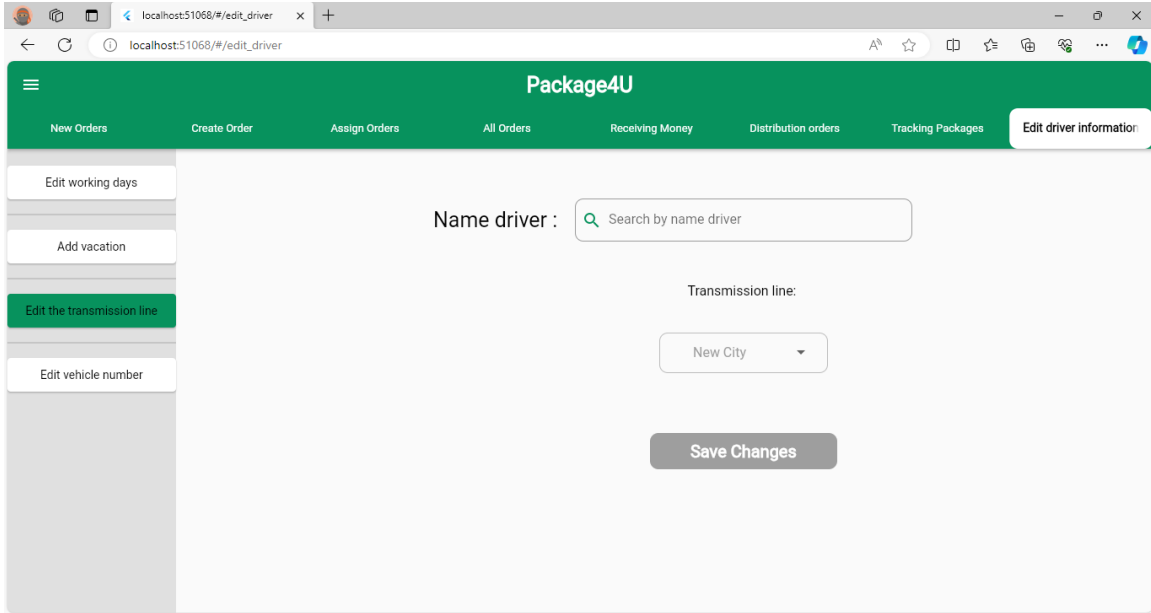 localhost:51068/#/edit_driver
localhost:51068/#/edit_driver
Package4U
New Orders Create Order Assign Orders All Orders Receiving Money Distribution orders Tracking Packages Edit driver information
Edit working days
Name driver : Search by name driver
Add vacation
Transmission line:
Edit the transmission line
New City
Edit vehicle number
Save Changes